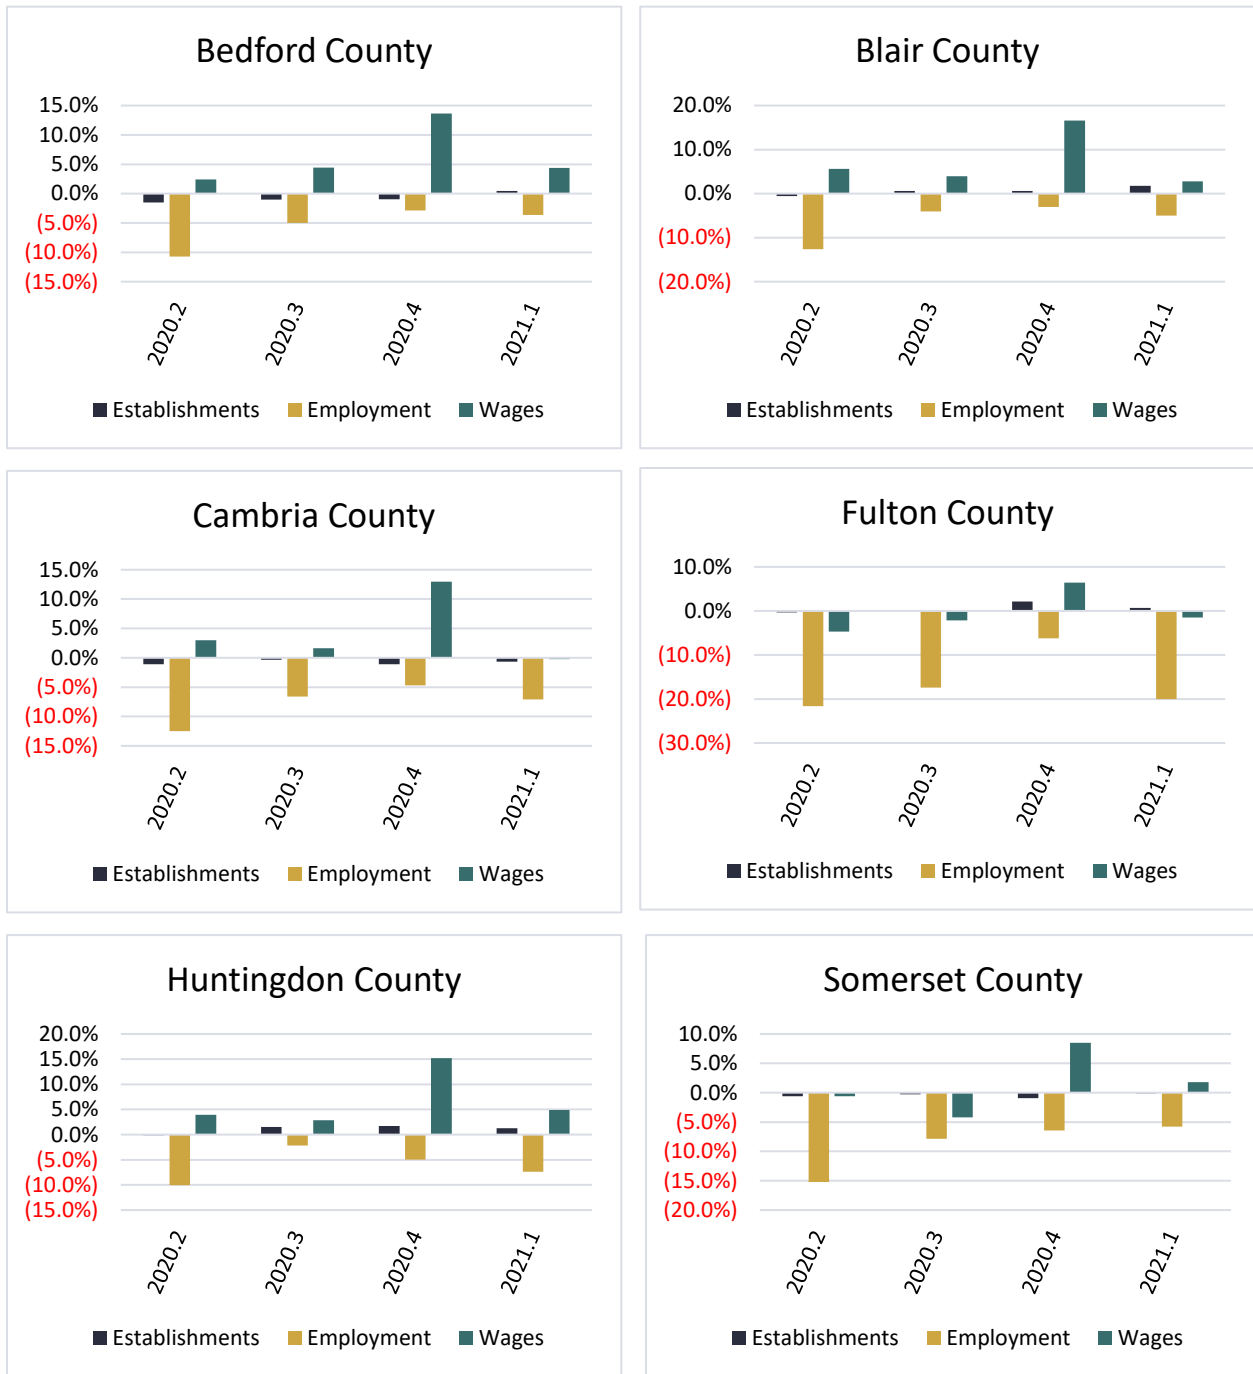 Bedford County
15.0%
10.0%
5.0%
0.0%
(5.0%)
(10.0%)
(15.0%)
2020.2 2020.3 2020.4 2021.1
Establishments Employment Wages
Blair County
20.0%
10.0%
0.0%
(10.0%)
(20.0%)
2020.2 2020.3 2020.4 2021.1
Establishments Employment Wages
Cambria County
15.0%
10.0%
5.0%
0.0%
(5.0%)
(10.0%)
(15.0%)
2020.2 2020.3 2020.4 2021.1
Establishments Employment Wages
Fulton County
10.0%
0.0%
(10.0%)
(20.0%)
(30.0%)
2020.2 2020.3 2020.4 2021.1
Establishments Employment Wages
Huntingdon County
20.0%
15.0%
10.0%
5.0%
0.0%
(5.0%)
(10.0%)
(15.0%)
2020.2 2020.3 2020.4 2021.1
Establishments Employment Wages
Somerset County
10.0%
5.0%
0.0%
(5.0%)
(10.0%)
(15.0%)
(20.0%)
2020.2 2020.3 2020.4 2021.1
Establishments Employment Wages